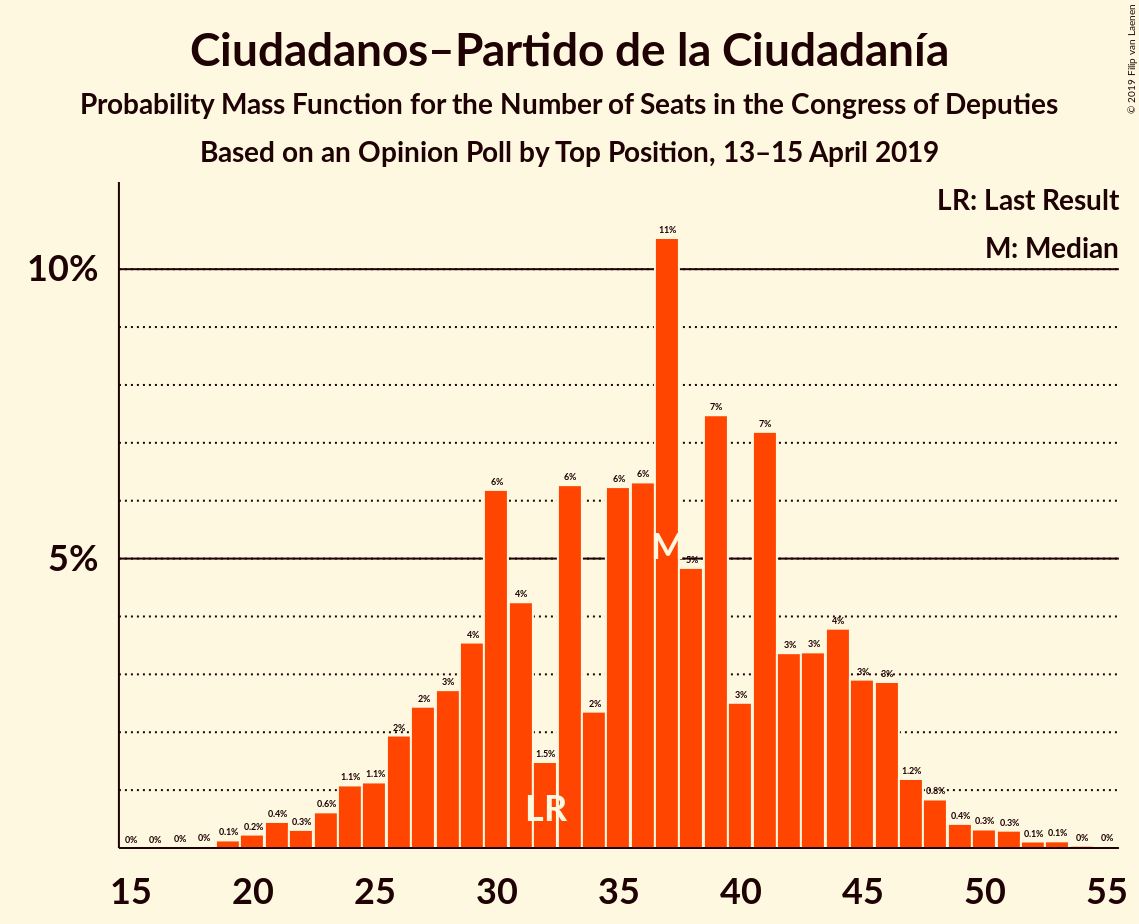 Ciudadanos–Partido de la Ciudadanía
Probability Mass Function for the Number of Seats in the Congress of Deputies
Based on an Opinion Poll by Top Position, 13–15 April 2019
© 2019 Filip van Laenen
LR: Last Result
M: Median
10%
5%
0% 0% 0% 0% 0.1% 0.2% 0.4% 0.3% 0.6% 1.1% 1.1% 2% 2% 3% 4% 6% 4% 1.5% 6% 2% 6% 6% 11% 5% 7% 3% 7% 3% 3% 4% 3% 3% 1.2% 0.8% 0.4% 0.3% 0.3% 0.1% 0.1% 0% 0%
M
LR
15 20 25 30 35 40 45 50 55